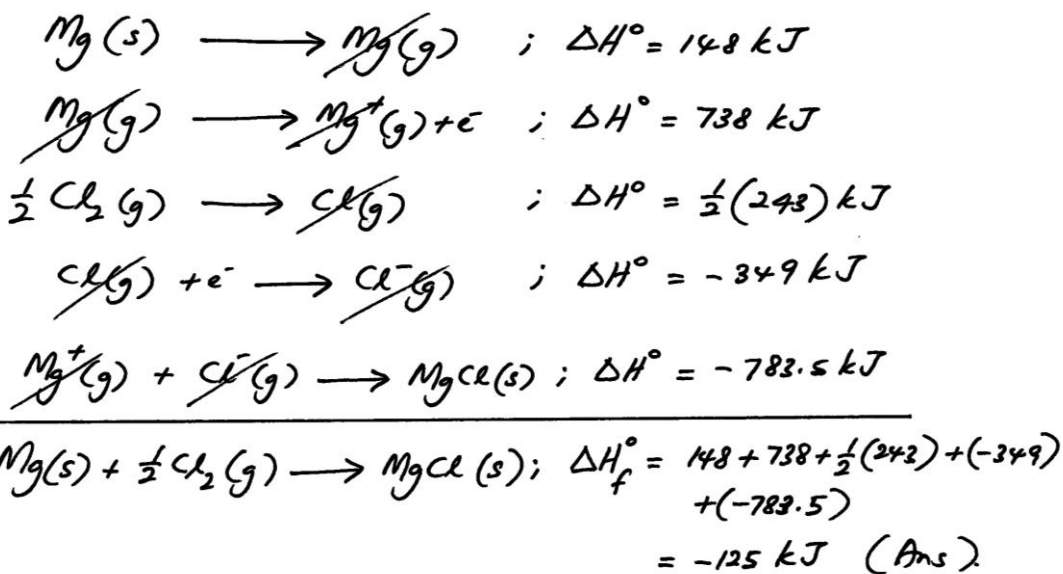 Mg(s) ⟶ Mg(g) ; ΔH° = 148 kJ
Mg(g) ⟶ Mg⁺(g) + e⁻ ; ΔH° = 738 kJ
½ Cl₂(g) ⟶ Cl(g) ; ΔH° = ½(243) kJ
Cl(g) + e⁻ ⟶ Cl⁻(g) ; ΔH° = -349 kJ
Mg⁺(g) + Cl⁻(g) ⟶ MgCl(s) ; ΔH° = -783.5 kJ
Mg(s) + ½ Cl₂(g) ⟶ MgCl(s) ; ΔH°f = 148 + 738 + ½(243) + (-349)
+(-783.5)
= -125 kJ (Ans).